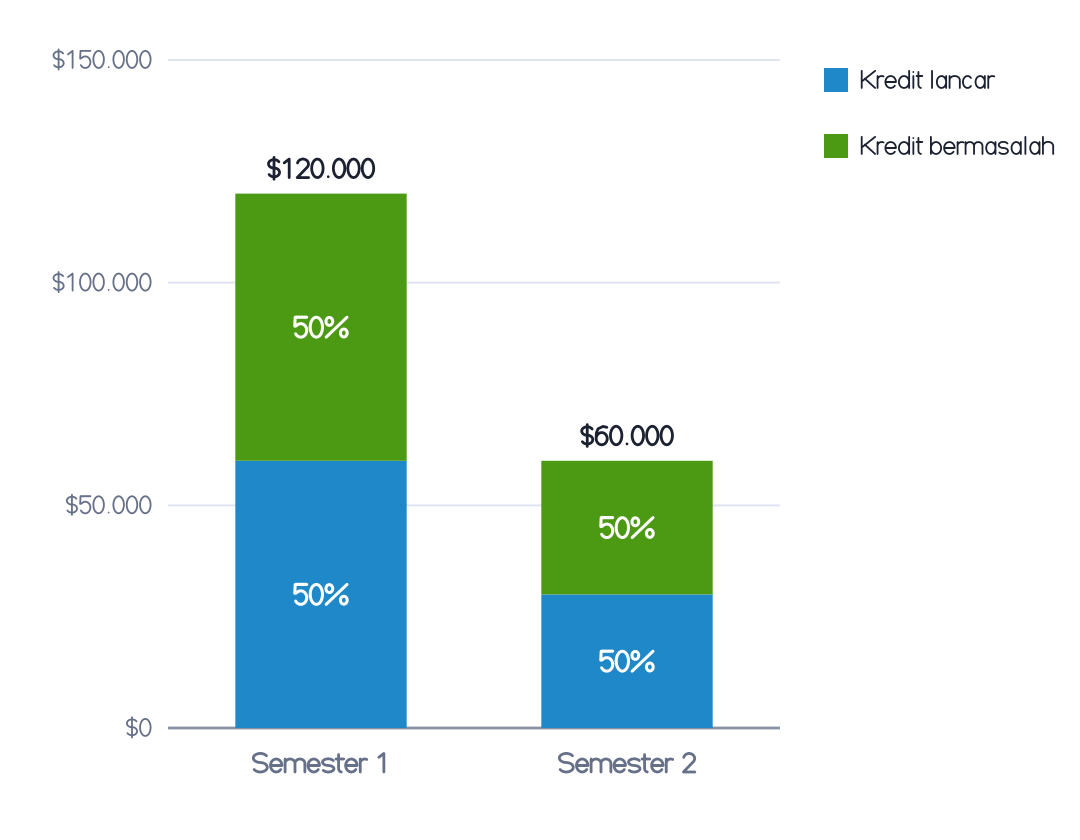 $150.000
$100.000
$50.000
$0
$120.000
50%
50%
$60.000
50%
50%
Semester 1
Semester 2
Kredit lancar
Kredit bermasalah